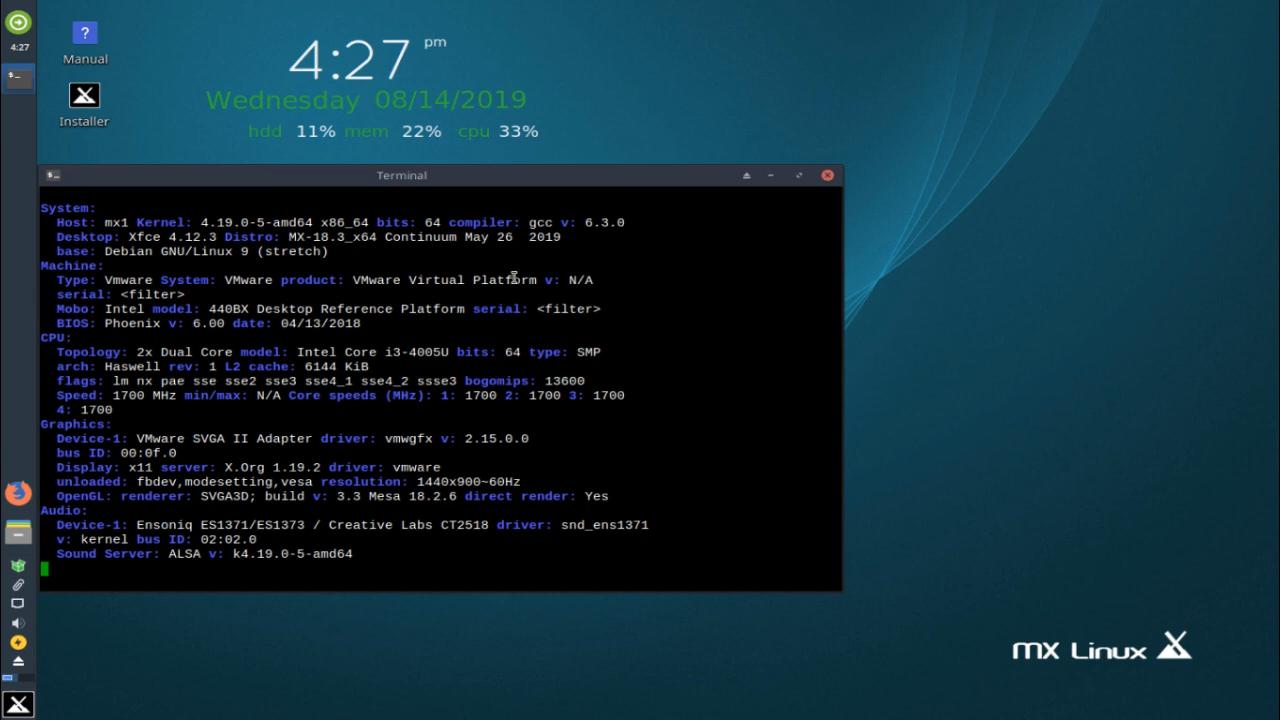 4:27
Manual
Installer
4:27 pm
Wednesday 08/14/2019
hdd 11% mem 22% cpu 33%
Terminal
System:
Host: mx1 Kernel: 4.19.0-5-amd64 x86_64 bits: 64 compiler: gcc v: 6.3.0
Desktop: Xfce 4.12.3 Distro: MX-18.3_x64 Continuum May 26  2019
base: Debian GNU/Linux 9 (stretch)
Machine:
Type: Vmware System: VMware product: VMware Virtual Platform v: N/A
serial: <filter>
Mobo: Intel model: 440BX Desktop Reference Platform serial: <filter>
BIOS: Phoenix v: 6.00 date: 04/13/2018
CPU:
Topology: 2x Dual Core model: Intel Core i3-4005U bits: 64 type: SMP
arch: Haswell rev: 1 L2 cache: 6144 KiB
flags: lm nx pae sse sse2 sse3 sse4_1 sse4_2 ssse3 bogomips: 13600
Speed: 1700 MHz min/max: N/A Core speeds (MHz): 1: 1700 2: 1700 3: 1700
4: 1700
Graphics:
Device-1: VMware SVGA II Adapter driver: vmwgfx v: 2.15.0.0
bus ID: 00:0f.0
Display: x11 server: X.Org 1.19.2 driver: vmware
unloaded: fbdev,modesetting,vesa resolution: 1440x900~60Hz
OpenGL: renderer: SVGA3D; build v: 3.3 Mesa 18.2.6 direct render: Yes
Audio:
Device-1: Ensoniq ES1371/ES1373 / Creative Labs CT2518 driver: snd_ens1371
v: kernel bus ID: 02:02.0
Sound Server: ALSA v: k4.19.0-5-amd64
mx Linux